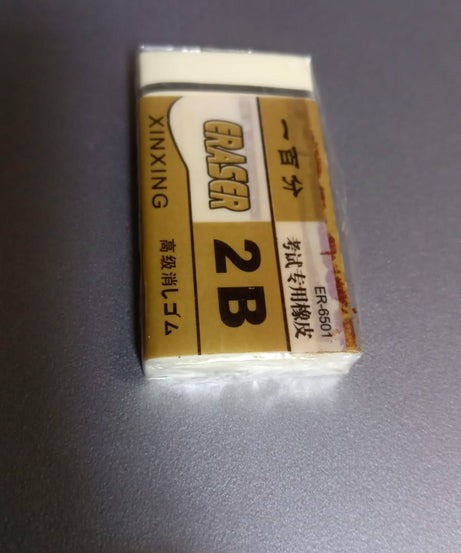 一百分
ERASER
XINXING
ER-6501
考试专用橡皮
2B
高级消しゴム